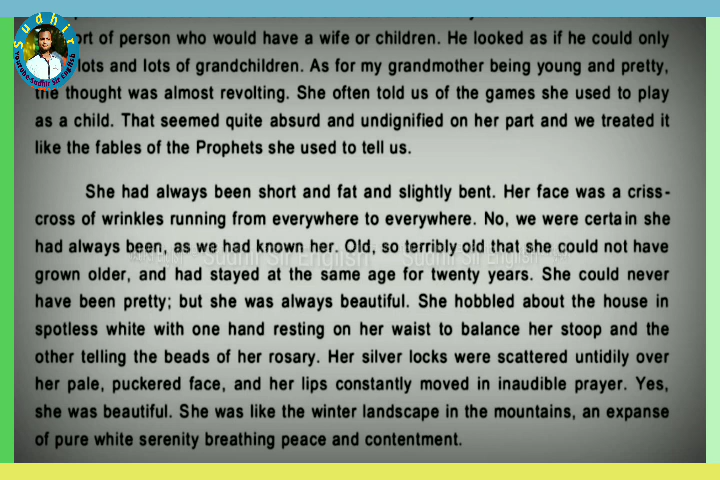 Sudhir
Youtube-Sudhir Sir English
of person who would have a wife or children. He looked as if he could only
lots and lots of grandchildren. As for my grandmother being young and pretty,
the thought was almost revolting. She often told us of the games she used to play
as a child. That seemed quite absurd and undignified on her part and we treated it
like the fables of the Prophets she used to tell us.
She had always been short and fat and slightly bent. Her face was a criss-
cross of wrinkles running from everywhere to everywhere. No, we were certain she
had always been, as we had known her. Old, so terribly old that she could not have
Sudhir Sir English Sudhir Sir English
grown older, and had stayed at the same age for twenty years. She could never
have been pretty; but she was always beautiful. She hobbled about the house in
spotless white with one hand resting on her waist to balance her stoop and the
other telling the beads of her rosary. Her silver locks were scattered untidily over
her pale, puckered face, and her lips constantly moved in inaudible prayer. Yes,
she was beautiful. She was like the winter landscape in the mountains, an expanse
of pure white serenity breathing peace and contentment.